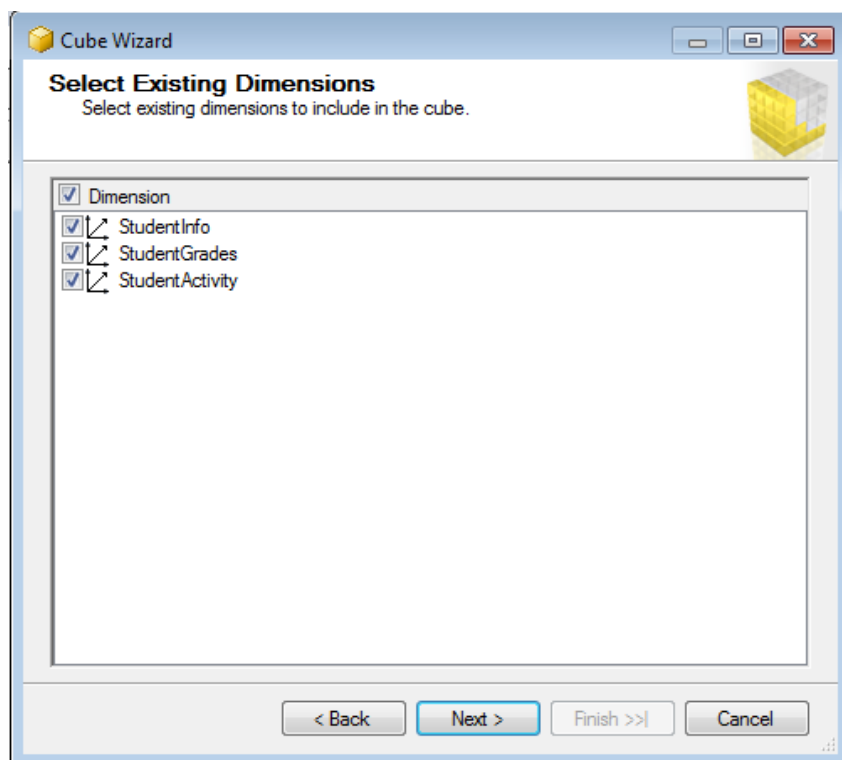 Cube Wizard
Select Existing Dimensions
Select existing dimensions to include in the cube.
Dimension
StudentInfo
StudentGrades
StudentActivity
< Back
Next >
Finish >>|
Cancel